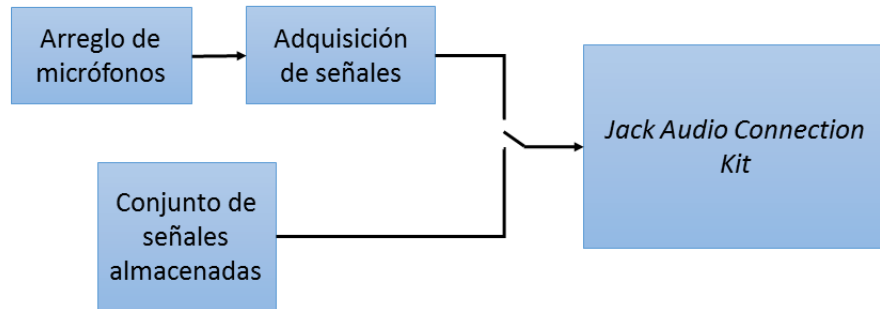 Arreglo de
micrófonos
Adquisición
de señales
Jack Audio Connection
Kit
Conjunto de
señales
almacenadas